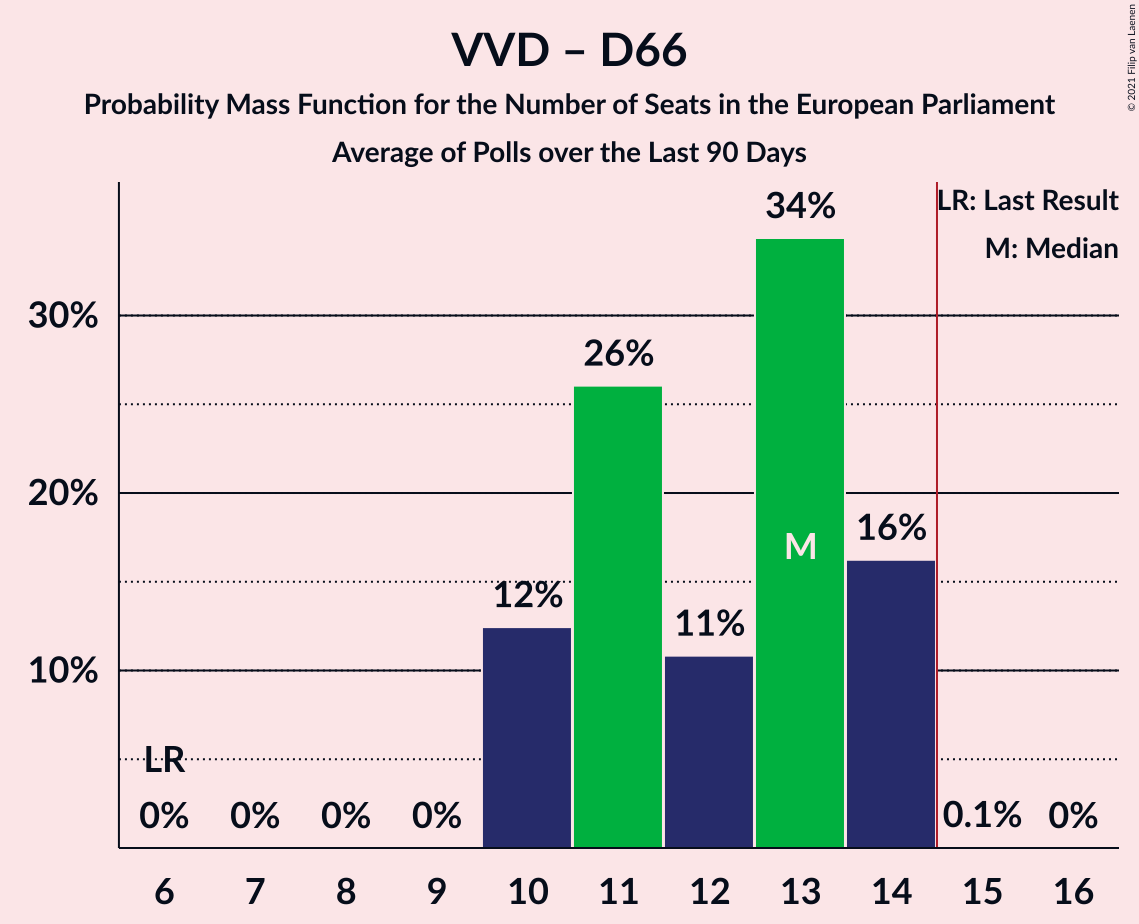 VVD – D66
Probability Mass Function for the Number of Seats in the European Parliament
Average of Polls over the Last 90 Days
© 2021 Filip van Laenen
LR: Last Result
M: Median
34%
30%
26%
20%
16%
M
12%
11%
10%
LR
0% 0% 0% 0% 0.1% 0%
6 7 8 9 10 11 12 13 14 15 16